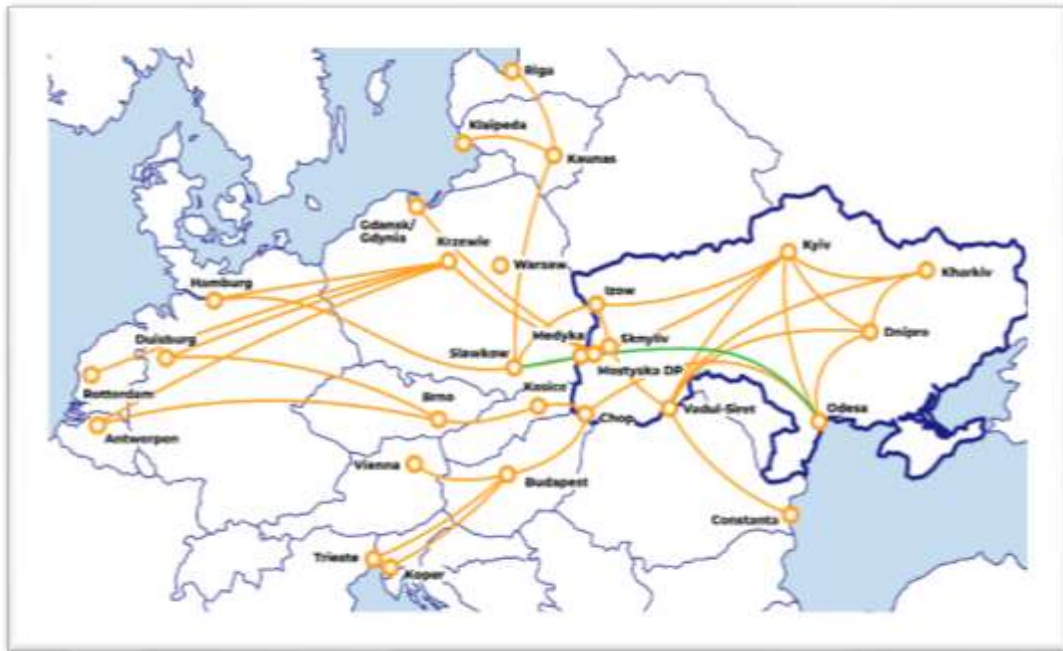 Riga
Klaipeda
Kaunas
Gdansk/
Gdynia
Krzewie
Warsaw
Kyiv
Kharkiv
Hamburg
Izow
Duisburg
Medyka
Sknyliv
Dnipro
Slawkow
Mostyska DP
Rotterdam
Kosice
Brno
Chop
Vadul-Siret
Odesa
Antwerpen
Vienna
Budapest
Constanta
Trieste
Koper